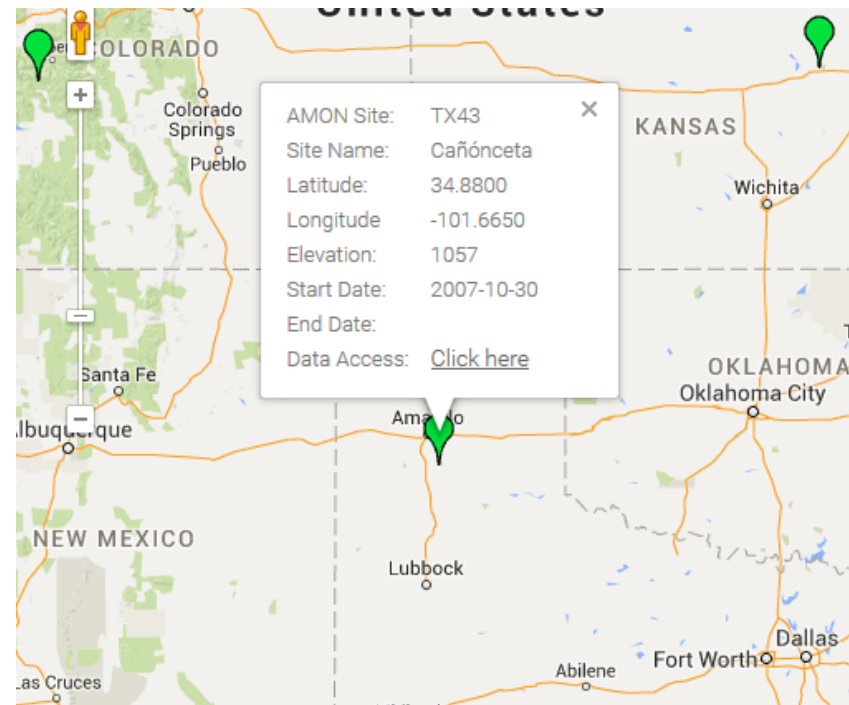 United States
COLORADO
Colorado
Springs
Pueblo
KANSAS
Wichita
AMON Site: TX43
Site Name: Cañónceta
Latitude: 34.8800
Longitude -101.6650
Elevation: 1057
Start Date: 2007-10-30
End Date:
Data Access: Click here
Santa Fe
OKLAHOMA
Oklahoma City
NEW MEXICO
Lubbock
Dallas
Fort Worth
Abilene
Las Cruces